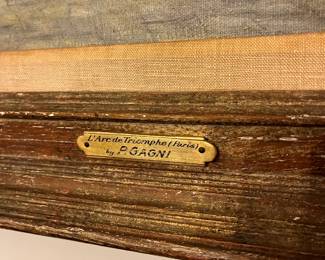 L'Arc de Triomphe (Paris)
by P. GAGNI